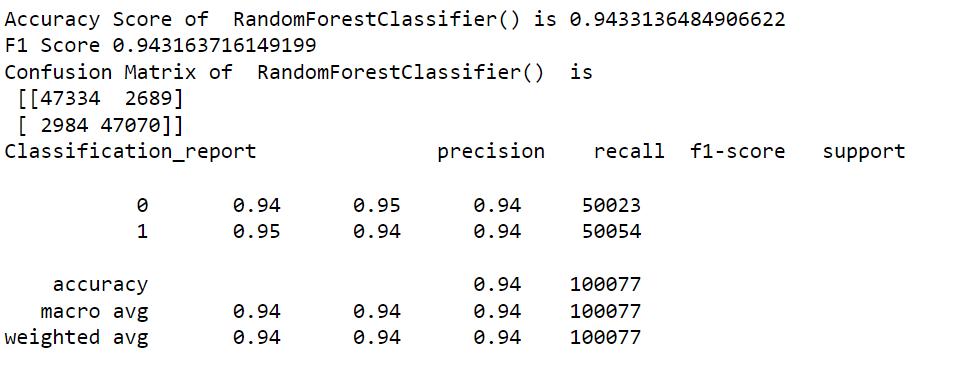 Accuracy Score of  RandomForestClassifier() is 0.9433136484906622
F1 Score 0.943163716149199
Confusion Matrix of  RandomForestClassifier()  is
 [[47334  2689]
 [ 2984 47070]]
Classification_report               precision    recall  f1-score   support
           0       0.94      0.95      0.94     50023
           1       0.95      0.94      0.94     50054
    accuracy                           0.94    100077
   macro avg       0.94      0.94      0.94    100077
weighted avg       0.94      0.94      0.94    100077